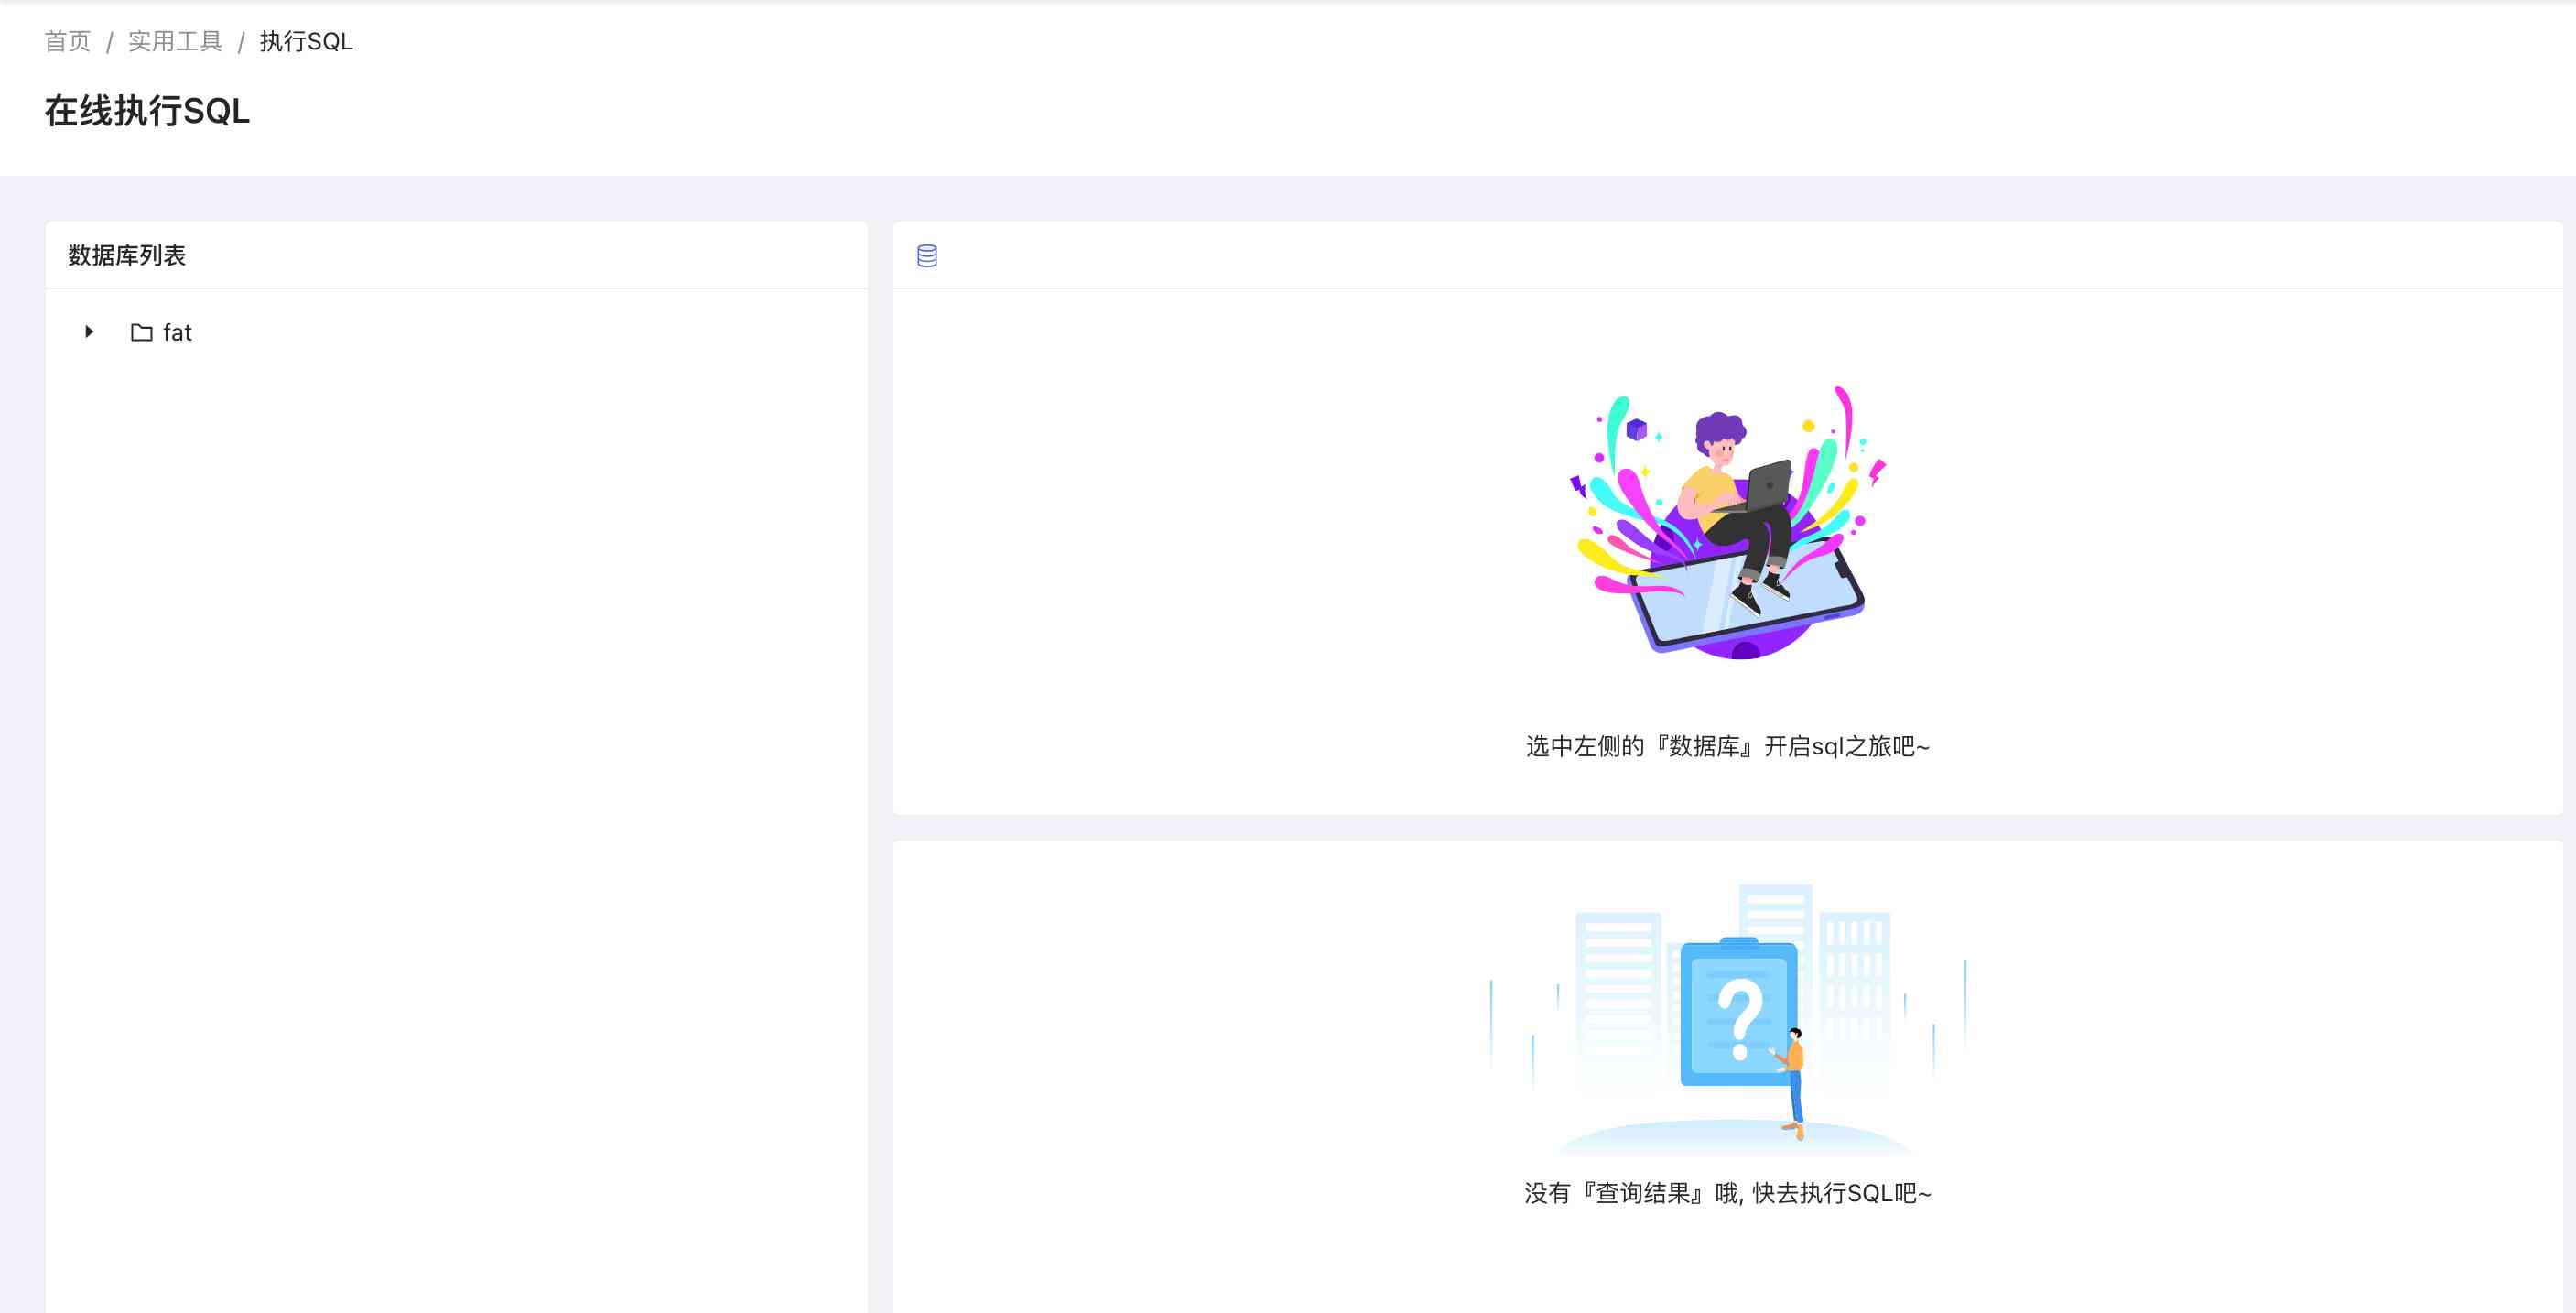 首页 / 实用工具 / 执行SQL
在线执行SQL
数据库列表
fat
选中左侧的『数据库』开启sql之旅吧~
没有『查询结果』哦, 快去执行SQL吧~